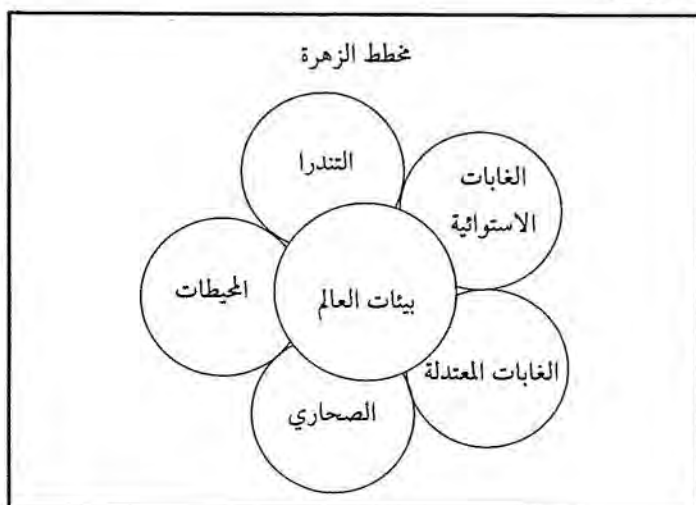 مخطط الزهرة
التندرا
الغابات
الاستوائية
المحيطات
بيئات العالم
الغابات المعتدلة
الصحاري